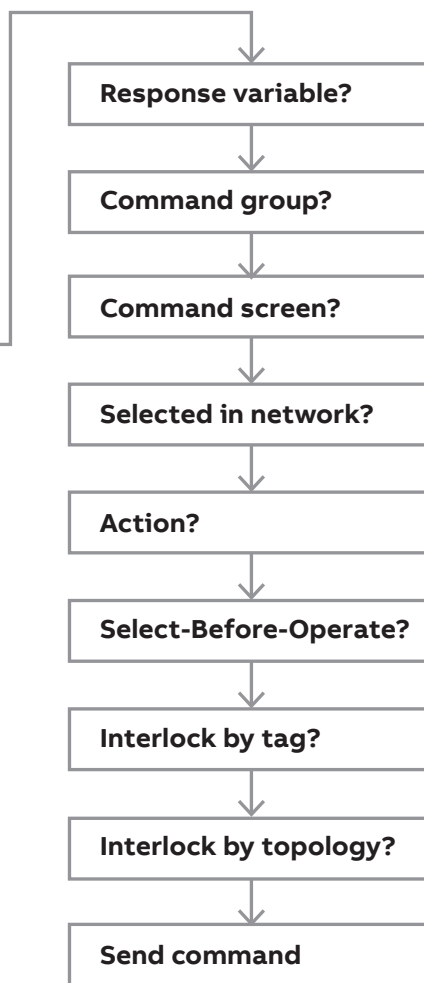 Response variable?
Command group?
Command screen?
Selected in network?
Action?
Select-Before-Operate?
Interlock by tag?
Interlock by topology?
Send command